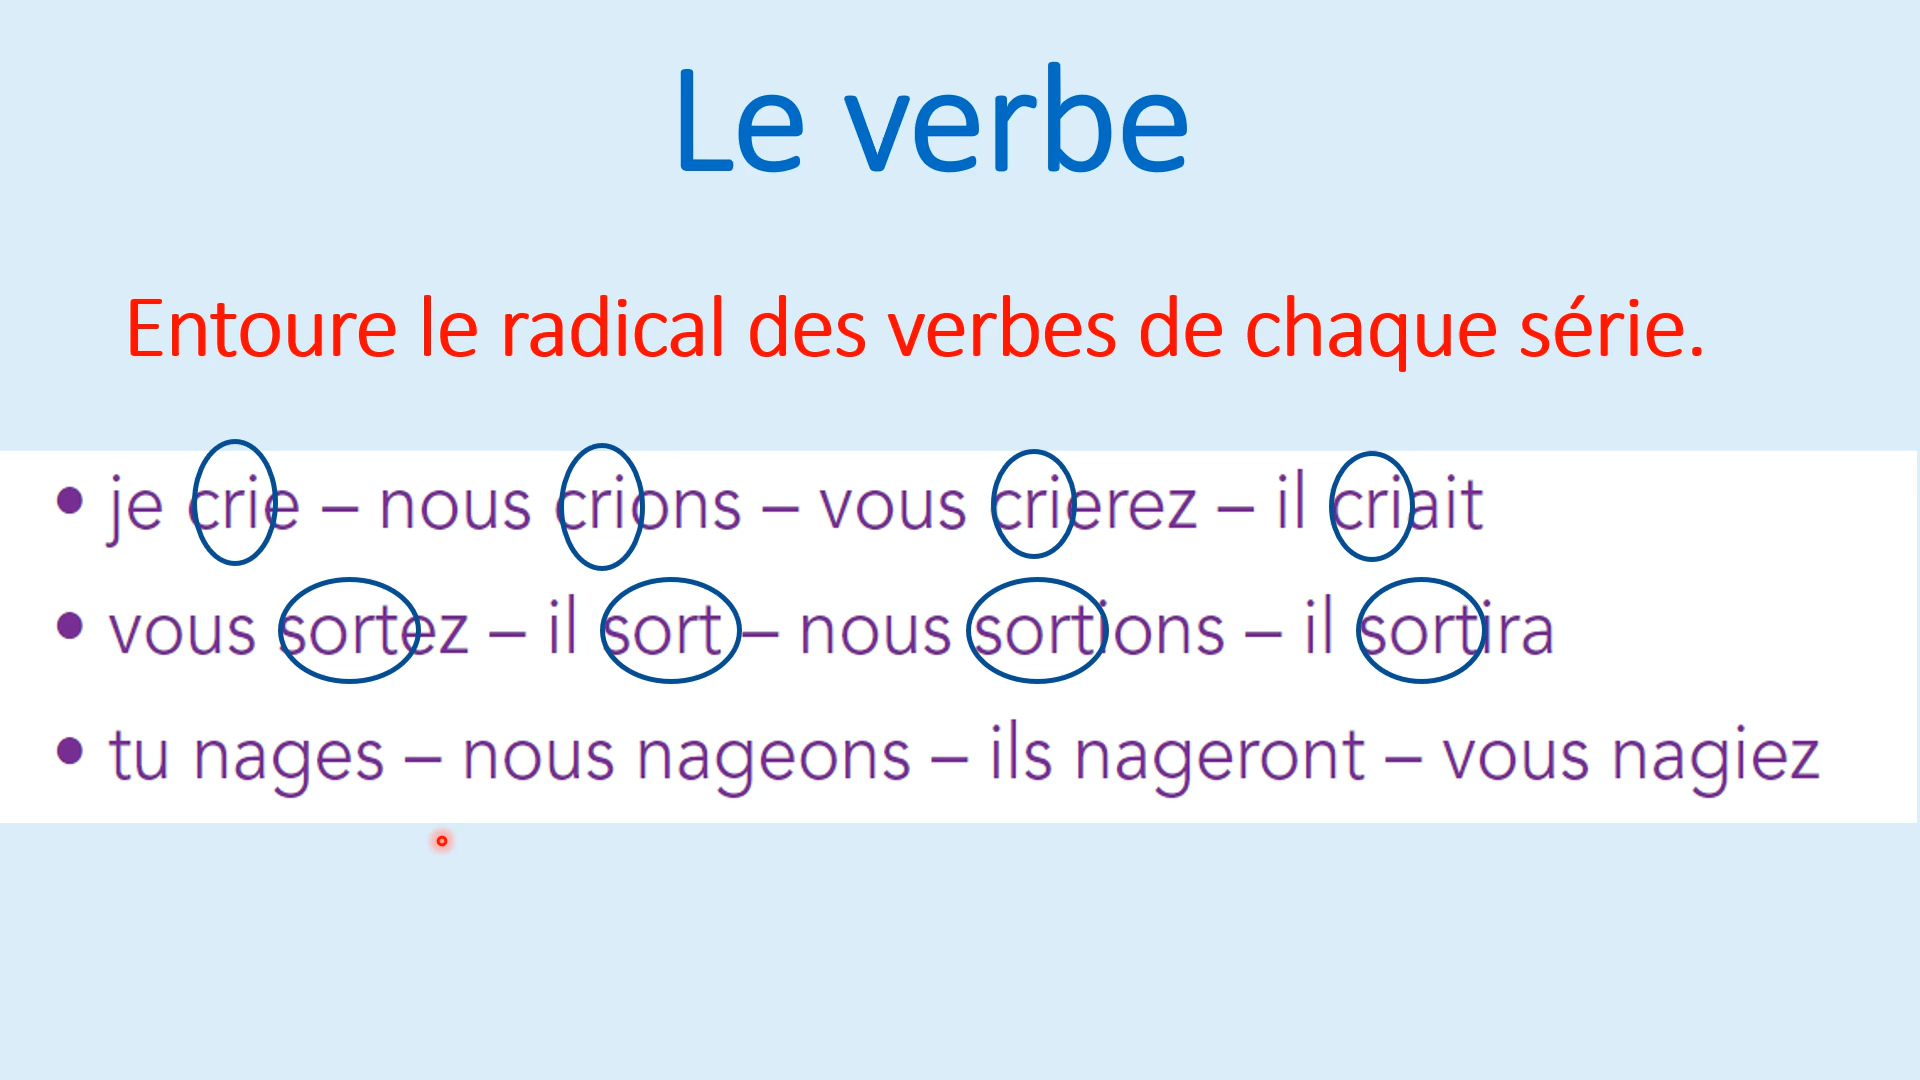 Le verbe
Entoure le radical des verbes de chaque série.
• je crie – nous crions – vous crierez – il criait
• vous sortez – il sort – nous sortions – il sortira
• tu nages – nous nageons – ils nageront – vous nagiez